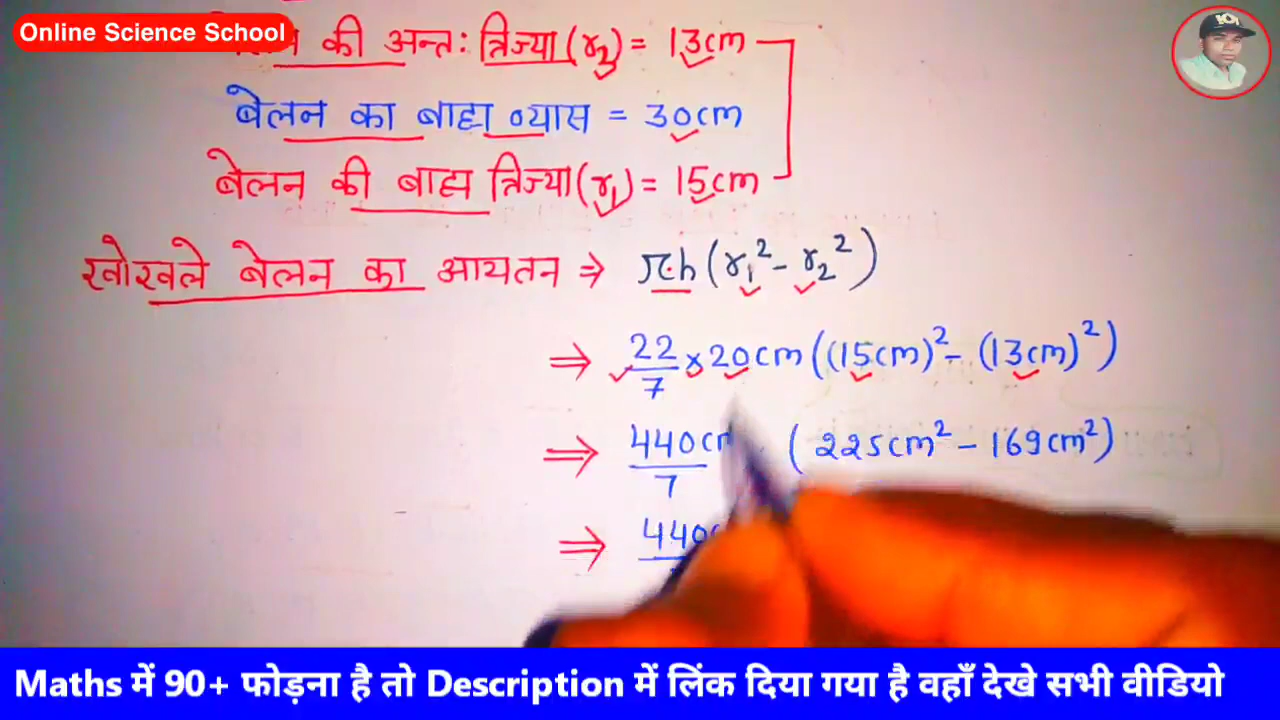 Online Science School
की अन्तः त्रिज्या(r₂) = 13cm
बेलन का बाह्य व्यास = 30cm
बेलन की बाह्य त्रिज्या(r₁) = 15cm
खोखले बेलन का आयतन ⇒ πh(r₁² - r₂²)
⇒ 22/7 × 20cm((15cm)² - (13cm)²)
⇒ 440cm/7 (225cm² - 169cm²)
⇒ 440
Maths में 90+ फोड़ना है तो Description में लिंक दिया गया है वहाँ देखे सभी वीडियो